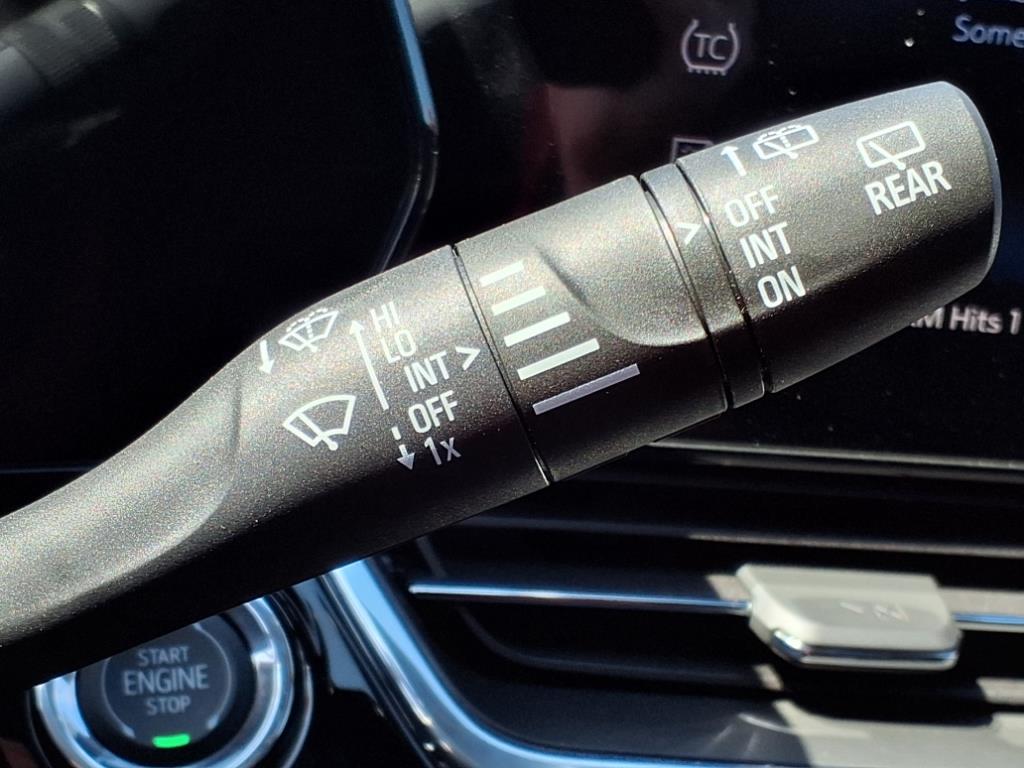 TC
Some
REAR
OFF
INT
ON
HI
LO
INT
OFF
1x
M Hits 1
START
ENGINE
STOP